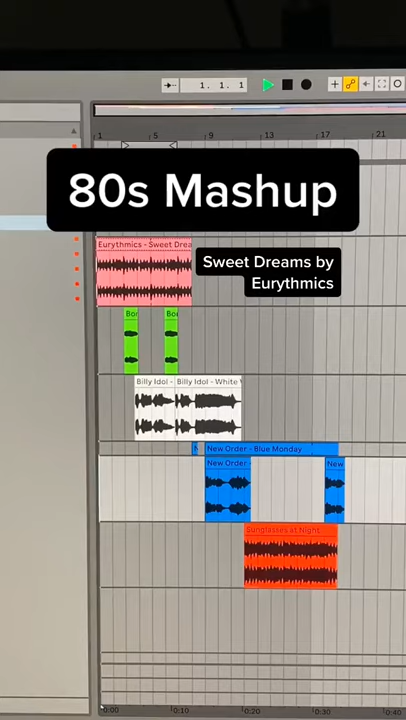 1. 1. 1
1 5 9 13 17 21
80s Mashup
Eurythmics - Sweet Drea
Sweet Dreams by
Eurythmics
Bor Bor
Billy Idol - Billy Idol - White
New Order - Blue Monday
New Order - New
Sunglasses at Night
0:00 0:10 0:20 0:30 0:40